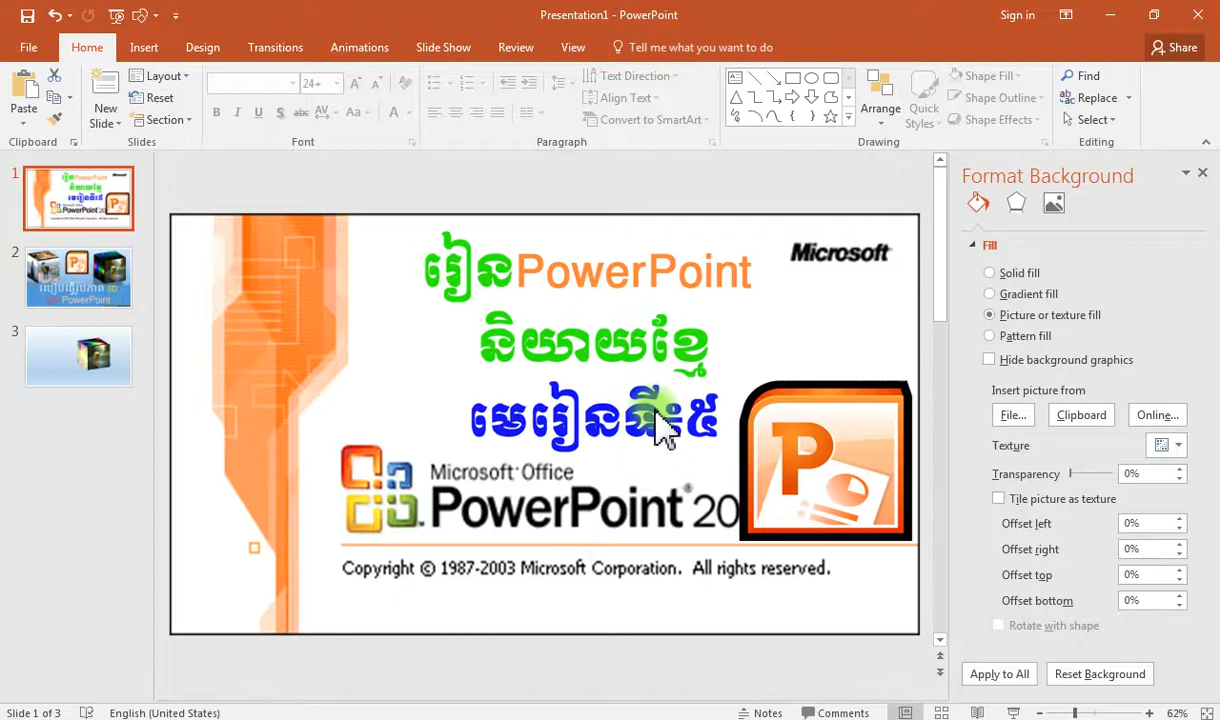 Presentation1 - PowerPoint
Sign in
File Home Insert Design Transitions Animations Slide Show Review View Tell me what you want to do Share
Paste
New Slide
Layout
Reset
Section
24+
B I U S abc AV Aa A
Text Direction
Align Text
Convert to SmartArt
Arrange
Quick Styles
Shape Fill
Shape Outline
Shape Effects
Find
Replace
Select
Clipboard Slides Font Paragraph Drawing Editing
1
2
3
រៀនPowerPoint
Microsoft
និយាយខ្មែ
មេរៀនទីះ៥
Microsoft Office
PowerPoint® 20
P
Copyright © 1987-2003 Microsoft Corporation. All rights reserved.
Format Background
Fill
Solid fill
Gradient fill
Picture or texture fill
Pattern fill
Hide background graphics
Insert picture from
File... Clipboard Online...
Texture
Transparency 0%
Tile picture as texture
Offset left 0%
Offset right 0%
Offset top 0%
Offset bottom 0%
Rotate with shape
Apply to All Reset Background
Slide 1 of 3 English (United States) Notes Comments 62%